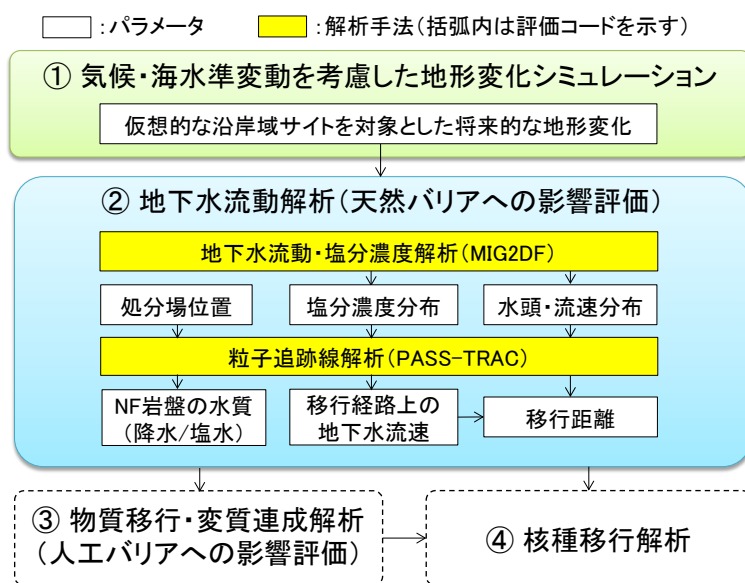 :パラメータ :解析手法(括弧内は評価コードを示す)
① 気候・海水準変動を考慮した地形変化シミュレーション
仮想的な沿岸域サイトを対象とした将来的な地形変化
② 地下水流動解析(天然バリアへの影響評価)
地下水流動・塩分濃度解析(MIG2DF)
処分場位置 塩分濃度分布 水頭・流速分布
粒子追跡線解析(PASS-TRAC)
NF岩盤の水質
(降水/塩水)
移行経路上の
地下水流速
移行距離
③ 物質移行・変質連成解析
(人工バリアへの影響評価)
④ 核種移行解析